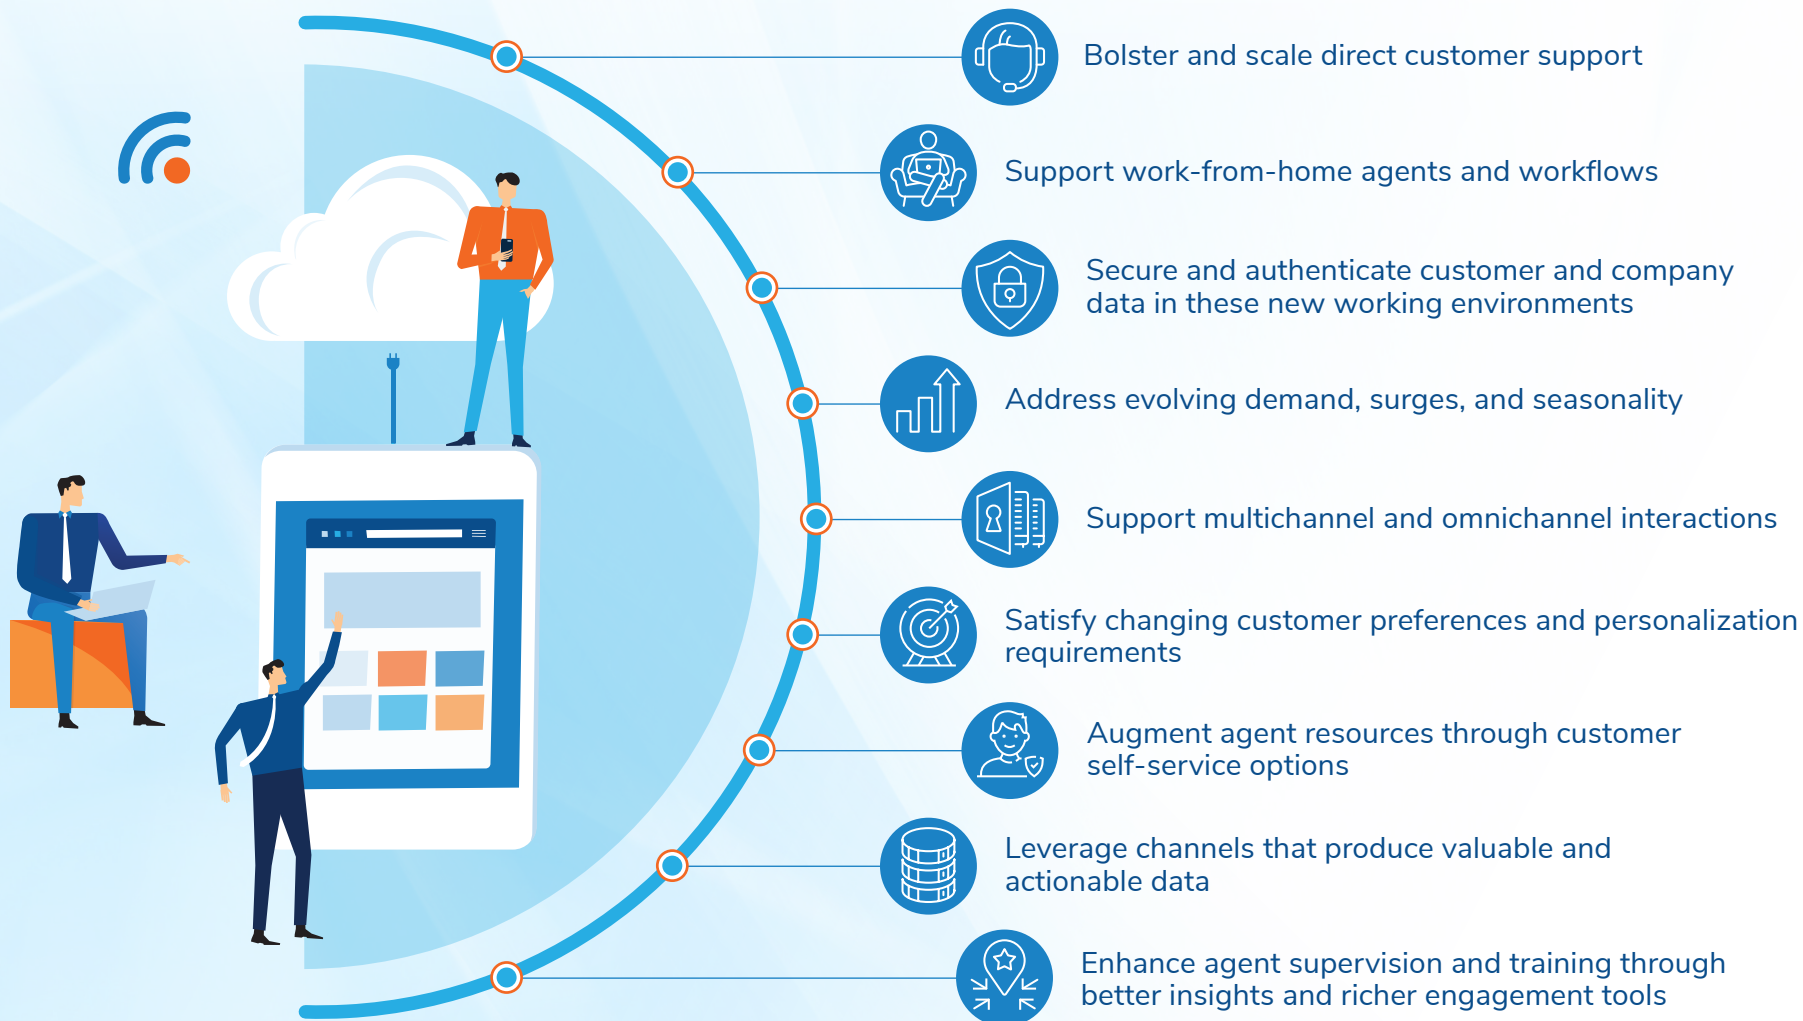 Bolster and scale direct customer support
Support work-from-home agents and workflows
Secure and authenticate customer and company
data in these new working environments
Address evolving demand, surges, and seasonality
Support multichannel and omnichannel interactions
Satisfy changing customer preferences and personalization
requirements
Augment agent resources through customer
self-service options
Leverage channels that produce valuable and
actionable data
Enhance agent supervision and training through
better insights and richer engagement tools